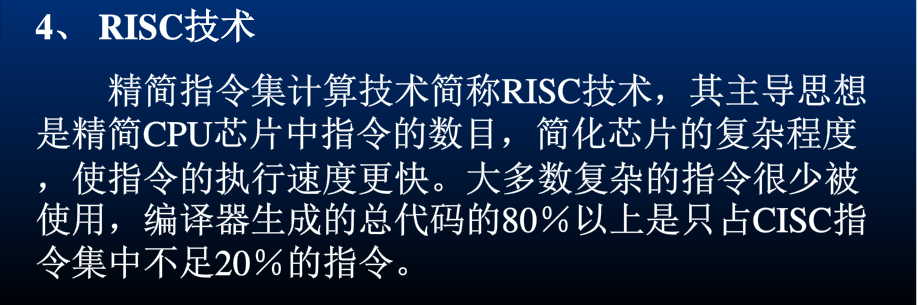 4、 RISC技术
精简指令集计算技术简称RISC技术，其主导思想
是精简CPU芯片中指令的数目，简化芯片的复杂程度
，使指令的执行速度更快。大多数复杂的指令很少被
使用，编译器生成的总代码的80％以上是只占CISC指
令集中不足20％的指令。